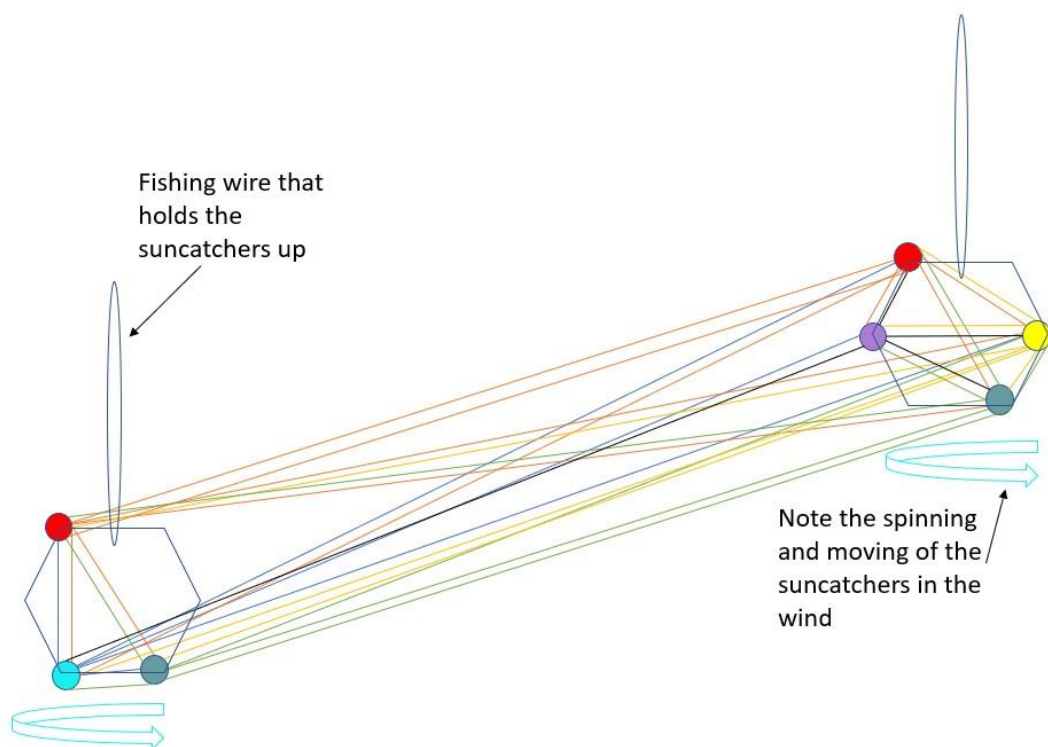 Fishing wire that
holds the
suncatchers up
Note the spinning
and moving of the
suncatchers in the
wind